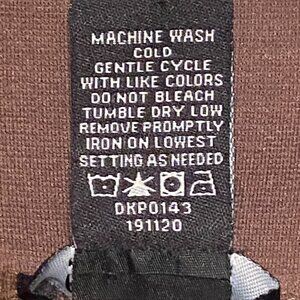 MACHINE WASH
COLD
GENTLE CYCLE
WITH LIKE COLORS
DO NOT BLEACH
TUMBLE DRY LOW
REMOVE PROMPTLY
IRON ON LOWEST
SETTING AS NEEDED
DKP0143
191120